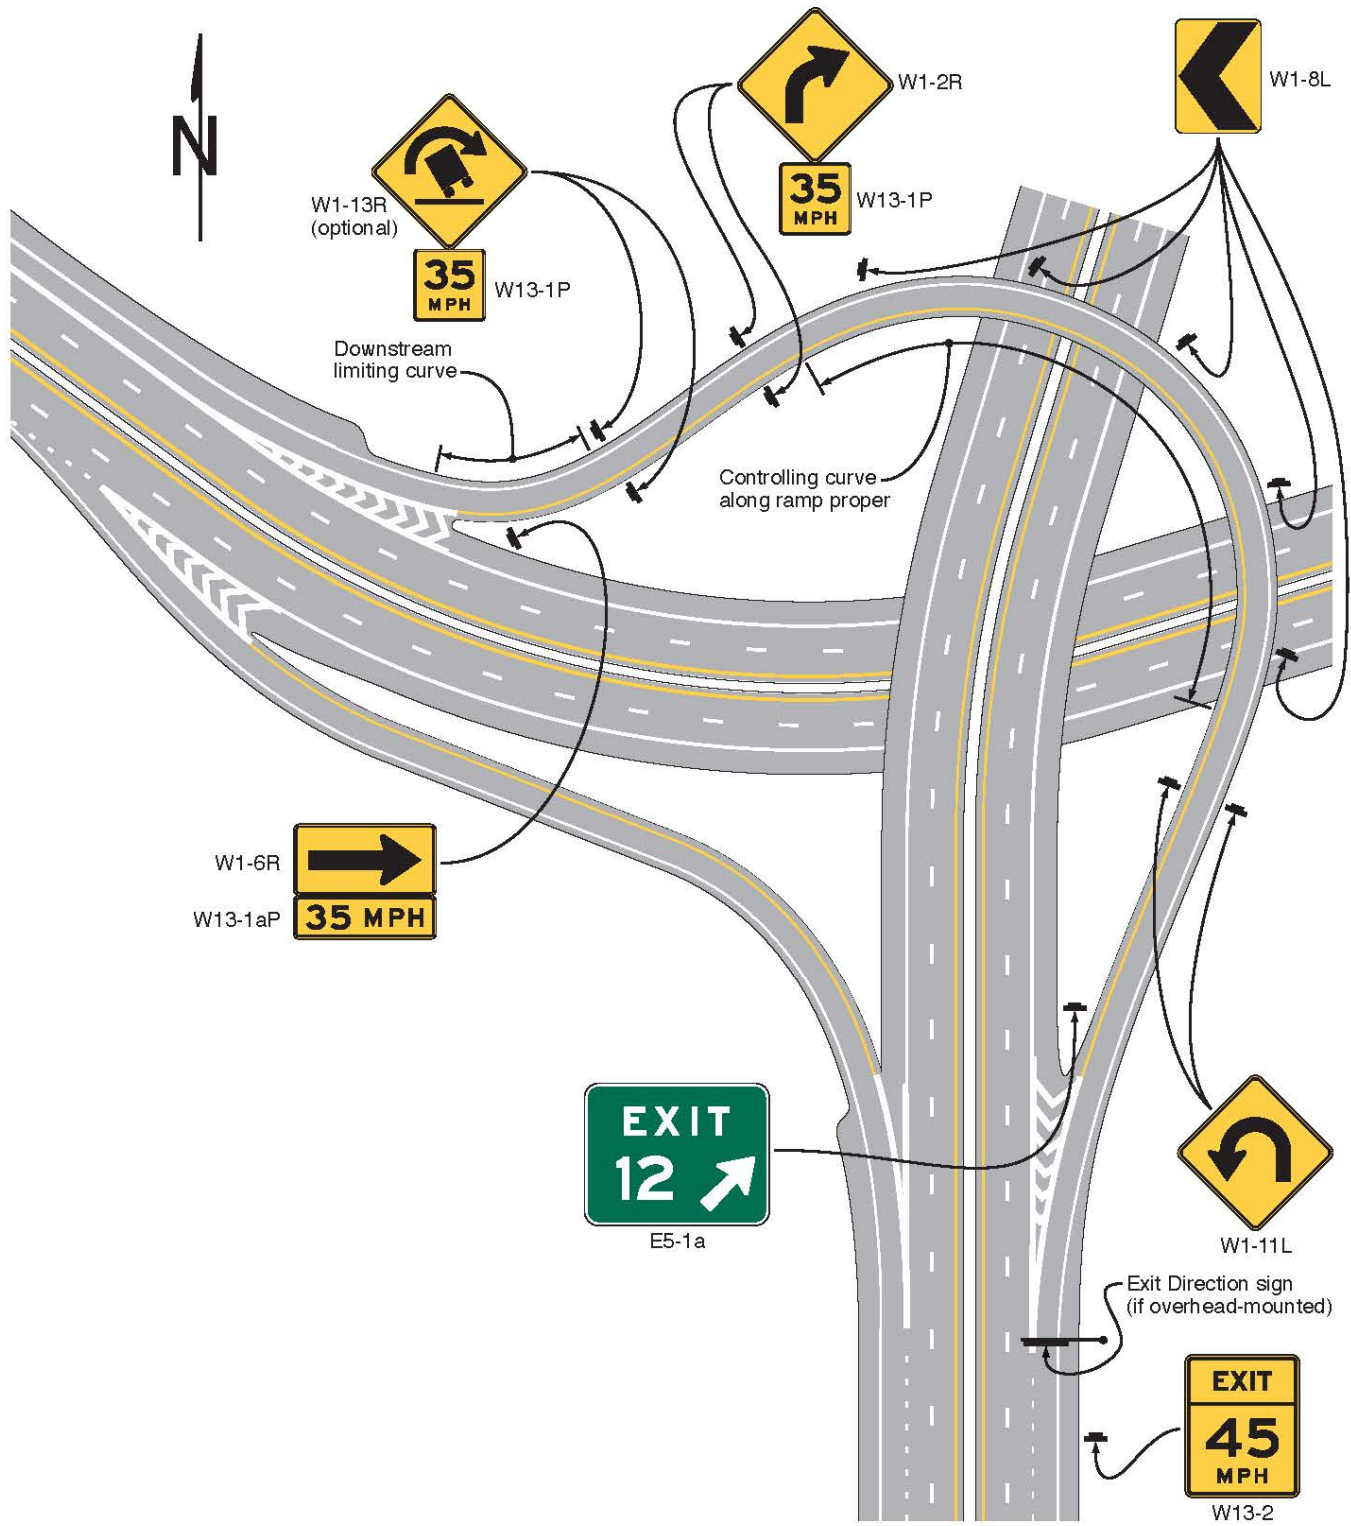 N
W1-13R
(optional)
35
MPH
W13-1P
W1-2R
35
MPH
W13-1P
W1-8L
Downstream
limiting curve
Controlling curve
along ramp proper
W1-6R
W13-1aP
35 MPH
EXIT
12
E5-1a
W1-11L
Exit Direction sign
(if overhead-mounted)
EXIT
45
MPH
W13-2